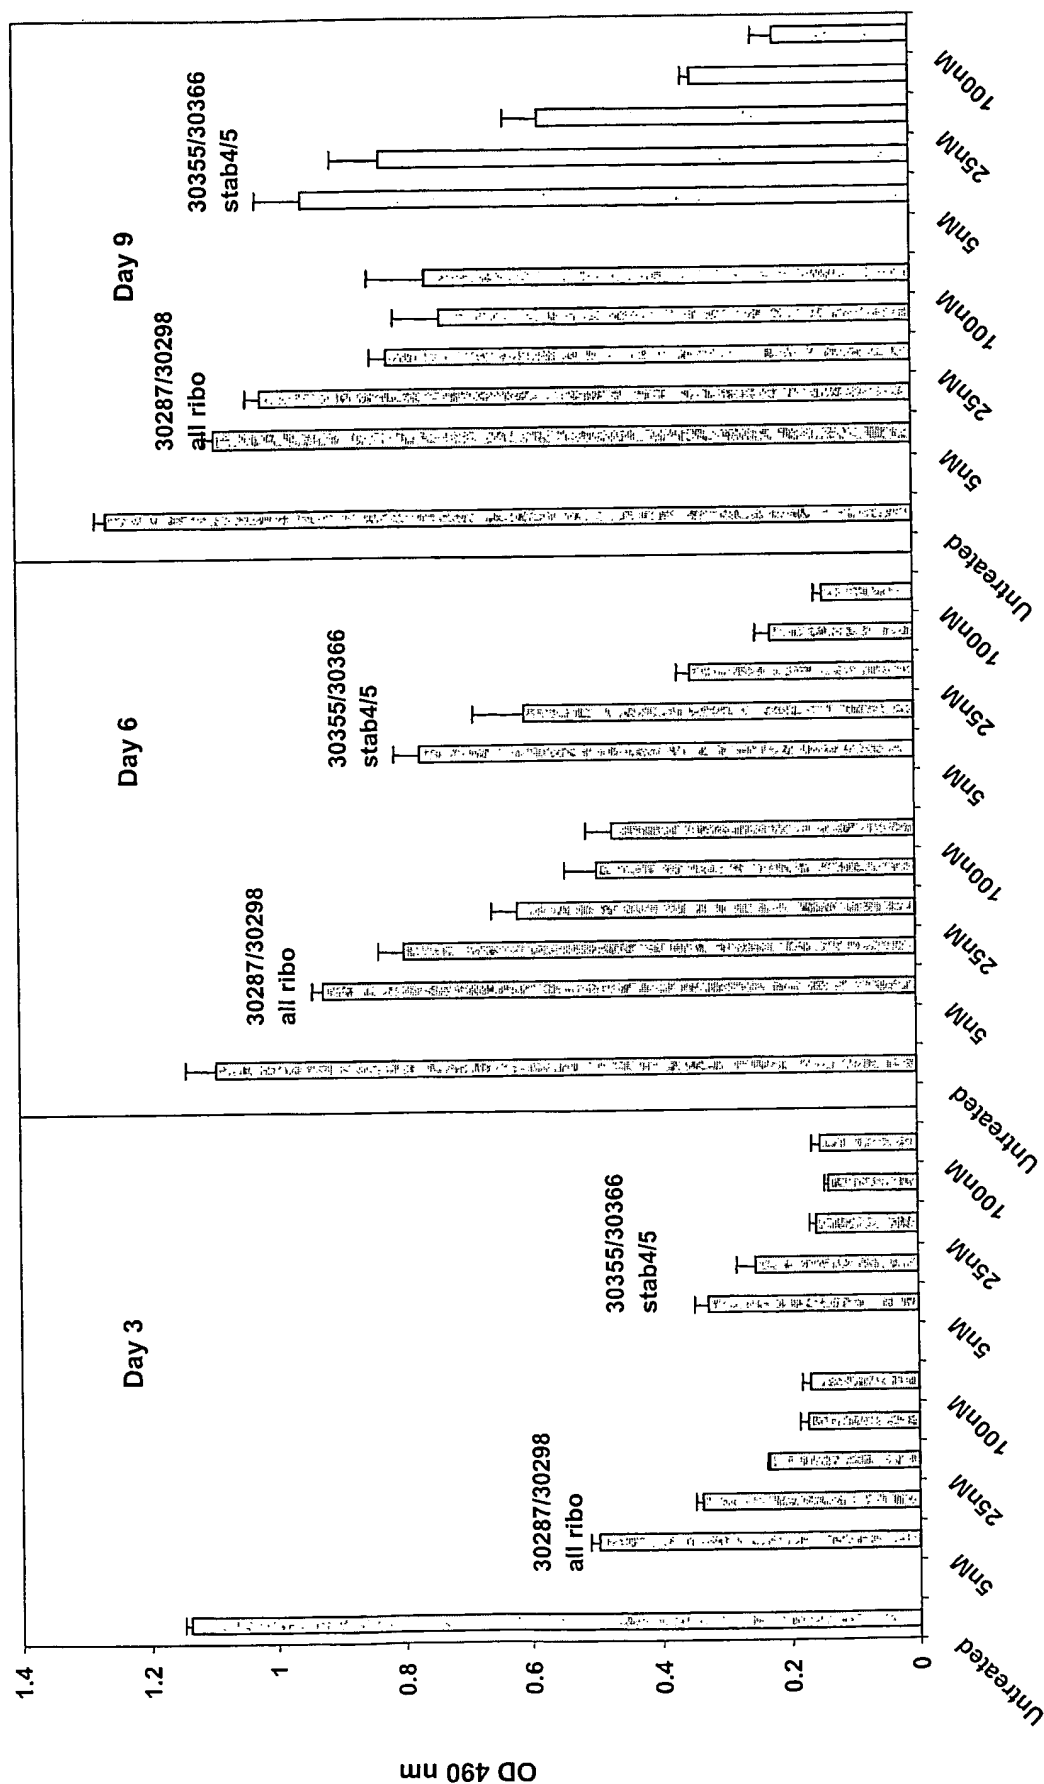 OD 490 nm
1.4
1.2
1
0.8
0.6
0.4
0.2
0
Day 3
30287/30298
all ribo
30355/30366
stab4/5
Untreated
5nM
25nM
100nM
5nM
25nM
100nM
Day 6
30287/30298
all ribo
30355/30366
stab4/5
Untreated
5nM
25nM
100nM
5nM
25nM
100nM
Day 9
30287/30298
all ribo
30355/30366
stab4/5
Untreated
5nM
25nM
100nM
5nM
25nM
100nM